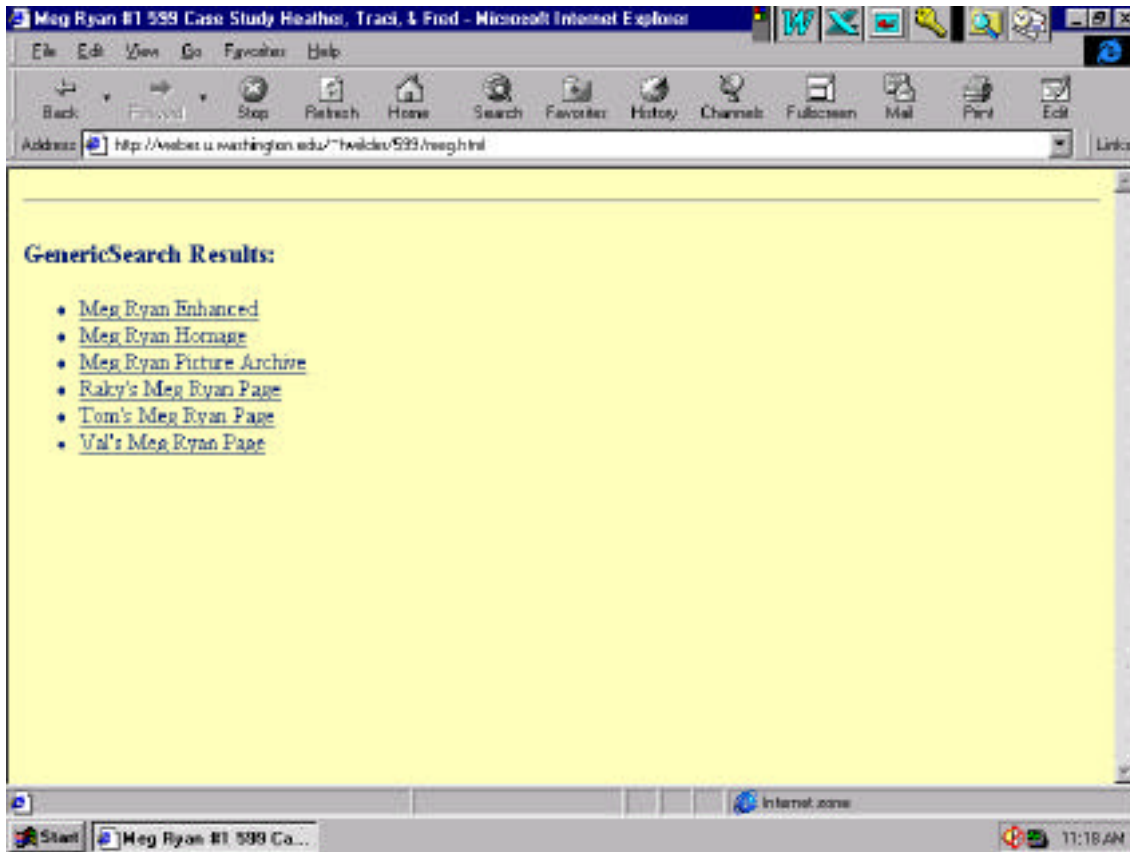 Meg Ryan #1 599 Case Study Heather, Traci, & Fred - Microsoft Internet Explorer
File Edit View Go Favorites Help
Back Forward Stop Refresh Home Search Favorites History Channels Fullscreen Mail Print Edit
Address http://weber.u.washington.edu/~hwilder/599/meg.html Links
GenericSearch Results:
• Meg Ryan Enhanced
• Meg Ryan Homage
• Meg Ryan Picture Archive
• Raky's Meg Ryan Page
• Tom's Meg Ryan Page
• Val's Meg Ryan Page
Internet zone
Start Meg Ryan #1 599 Ca... 11:18 AM